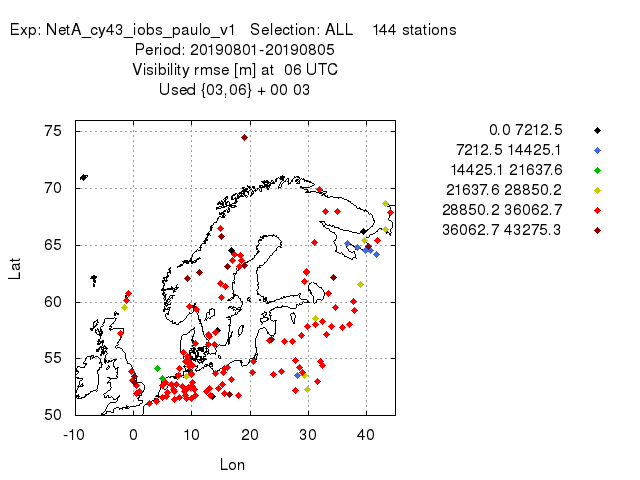 Exp: NetA_cy43_iobs_paulo_v1   Selection: ALL    144 stations
Period: 20190801-20190805
Visibility rmse [m] at  06 UTC
Used {03,06} + 00 03
0.0 7212.5
7212.5 14425.1
14425.1 21637.6
21637.6 28850.2
28850.2 36062.7
36062.7 43275.3
75
70
65
60
55
50
Lat
-10 0 10 20 30 40
Lon